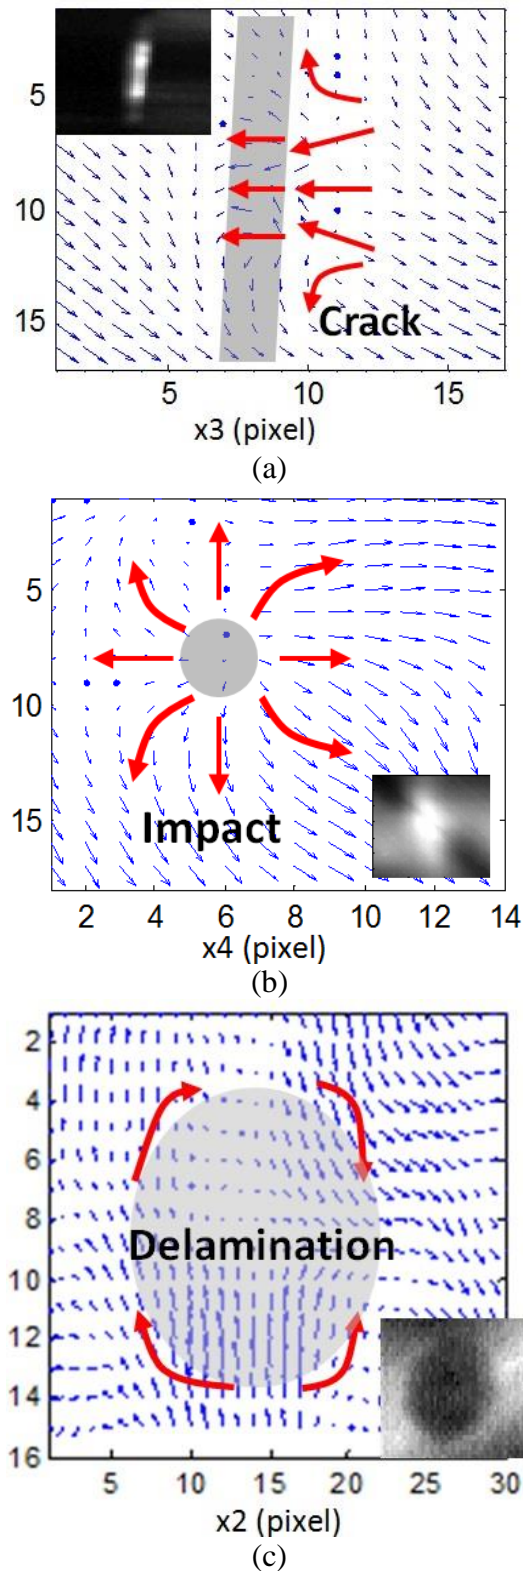 5
10
15
Crack
5 10 15
x3 (pixel)
(a)
5
10
15
Impact
2 4 6 8 10 12 14
x4 (pixel)
(b)
2
4
6
8
Delamination
10
12
14
16
5 10 15 20 25 30
x2 (pixel)
(c)